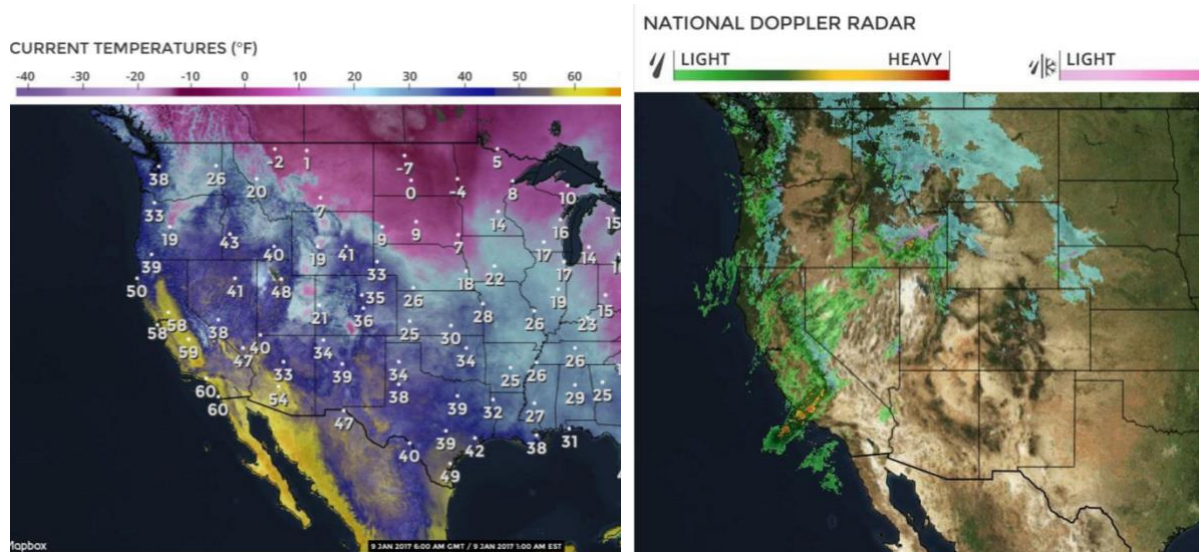 CURRENT TEMPERATURES (°F)
-40 -30 -20 -10 0 10 20 30 40 50 60
-2 1 -7 5
38 26 20 0 -4 8 10
33 7 14 16 15
19 43 9 9 7 17 14
39 40 19 41 33 22 17
50 41 48 35 26 18 19 15
58 58 38 21 36 25 28 26 23
59 47 40 34 30 34 26
33 39 34 25 26
60 54 38 39 32 29 25
60 47 27
40 39 42 38 31
49
Mapbox
9 JAN 2017 6:00 AM GMT / 9 JAN 2017 1:00 AM EST
NATIONAL DOPPLER RADAR
LIGHT HEAVY LIGHT